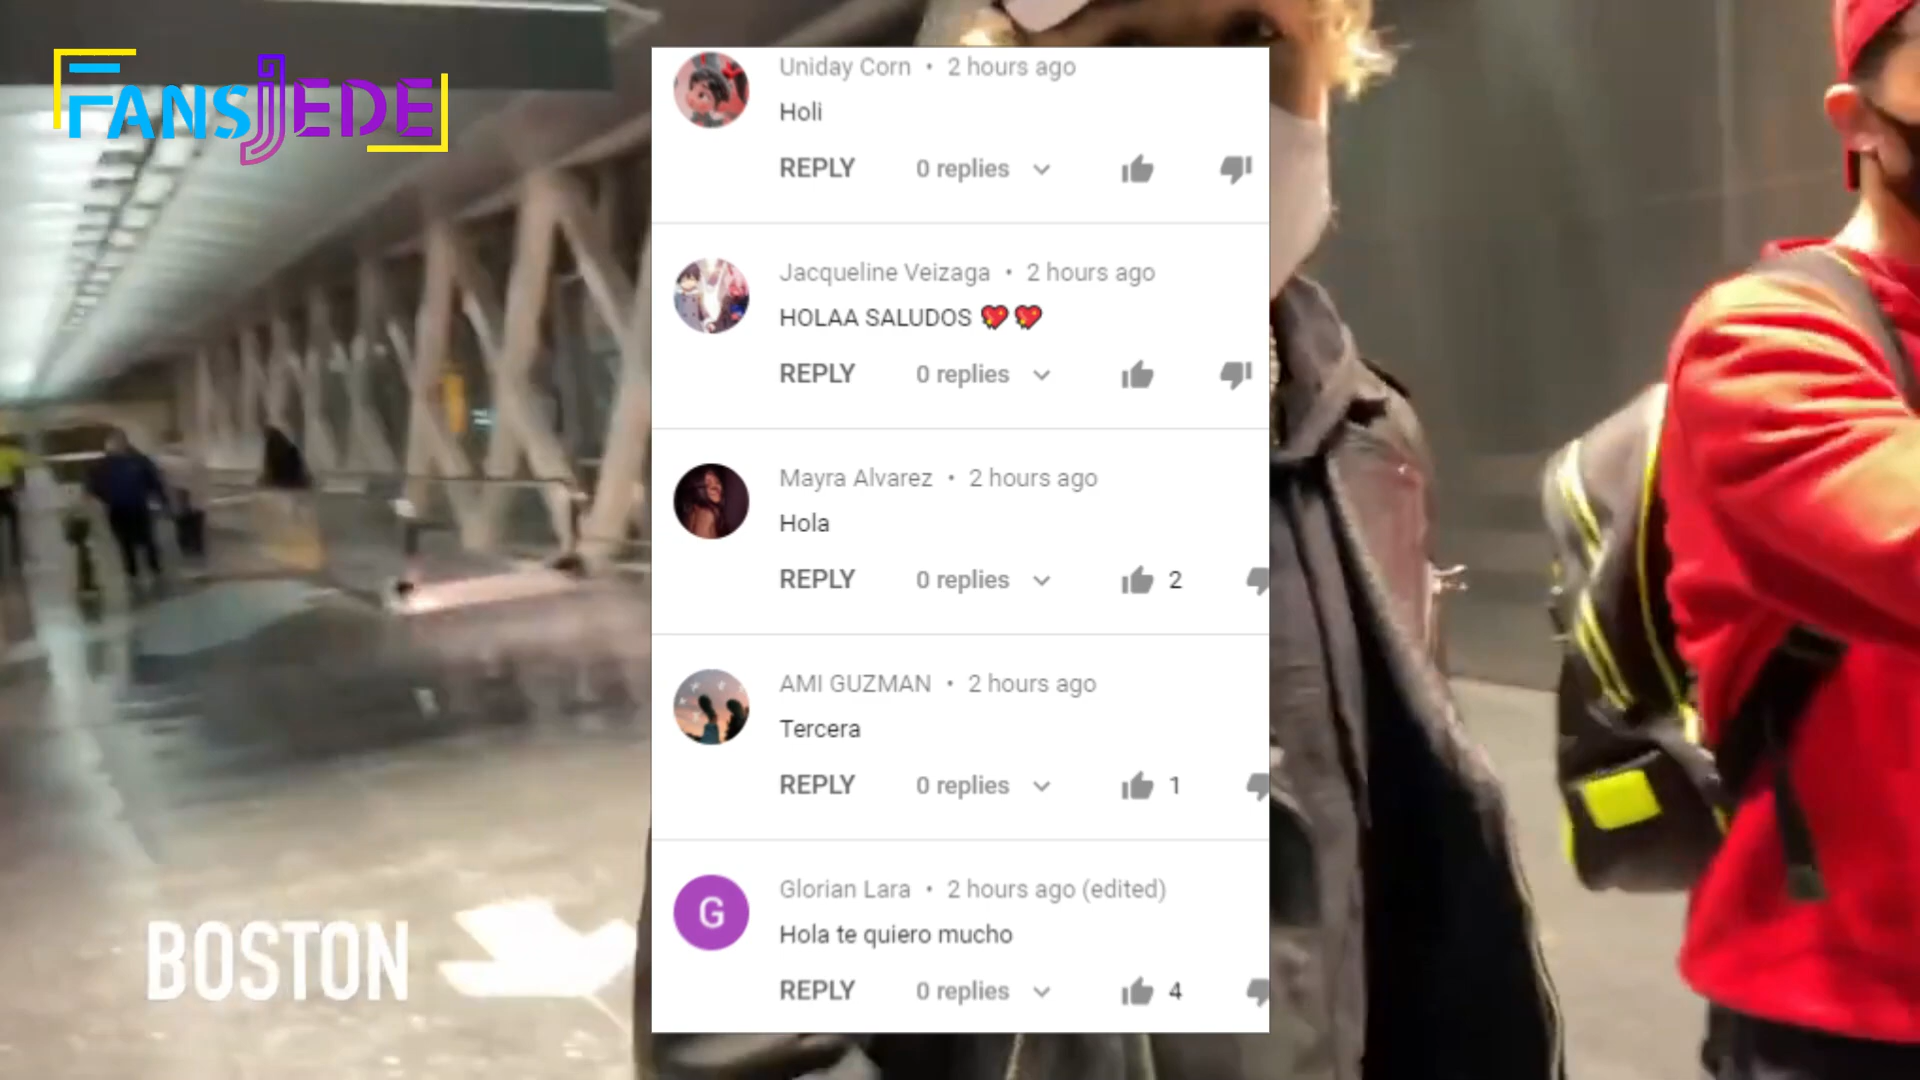 FANSJEDE
Uniday Corn • 2 hours ago
Holi
REPLY 0 replies
Jacqueline Veizaga • 2 hours ago
HOLAA SALUDOS 💖💖
REPLY 0 replies
Mayra Alvarez • 2 hours ago
Hola
REPLY 0 replies 2
AMI GUZMAN • 2 hours ago
Tercera
REPLY 0 replies 1
G
Glorian Lara • 2 hours ago (edited)
Hola te quiero mucho
REPLY 0 replies 4
BOSTON